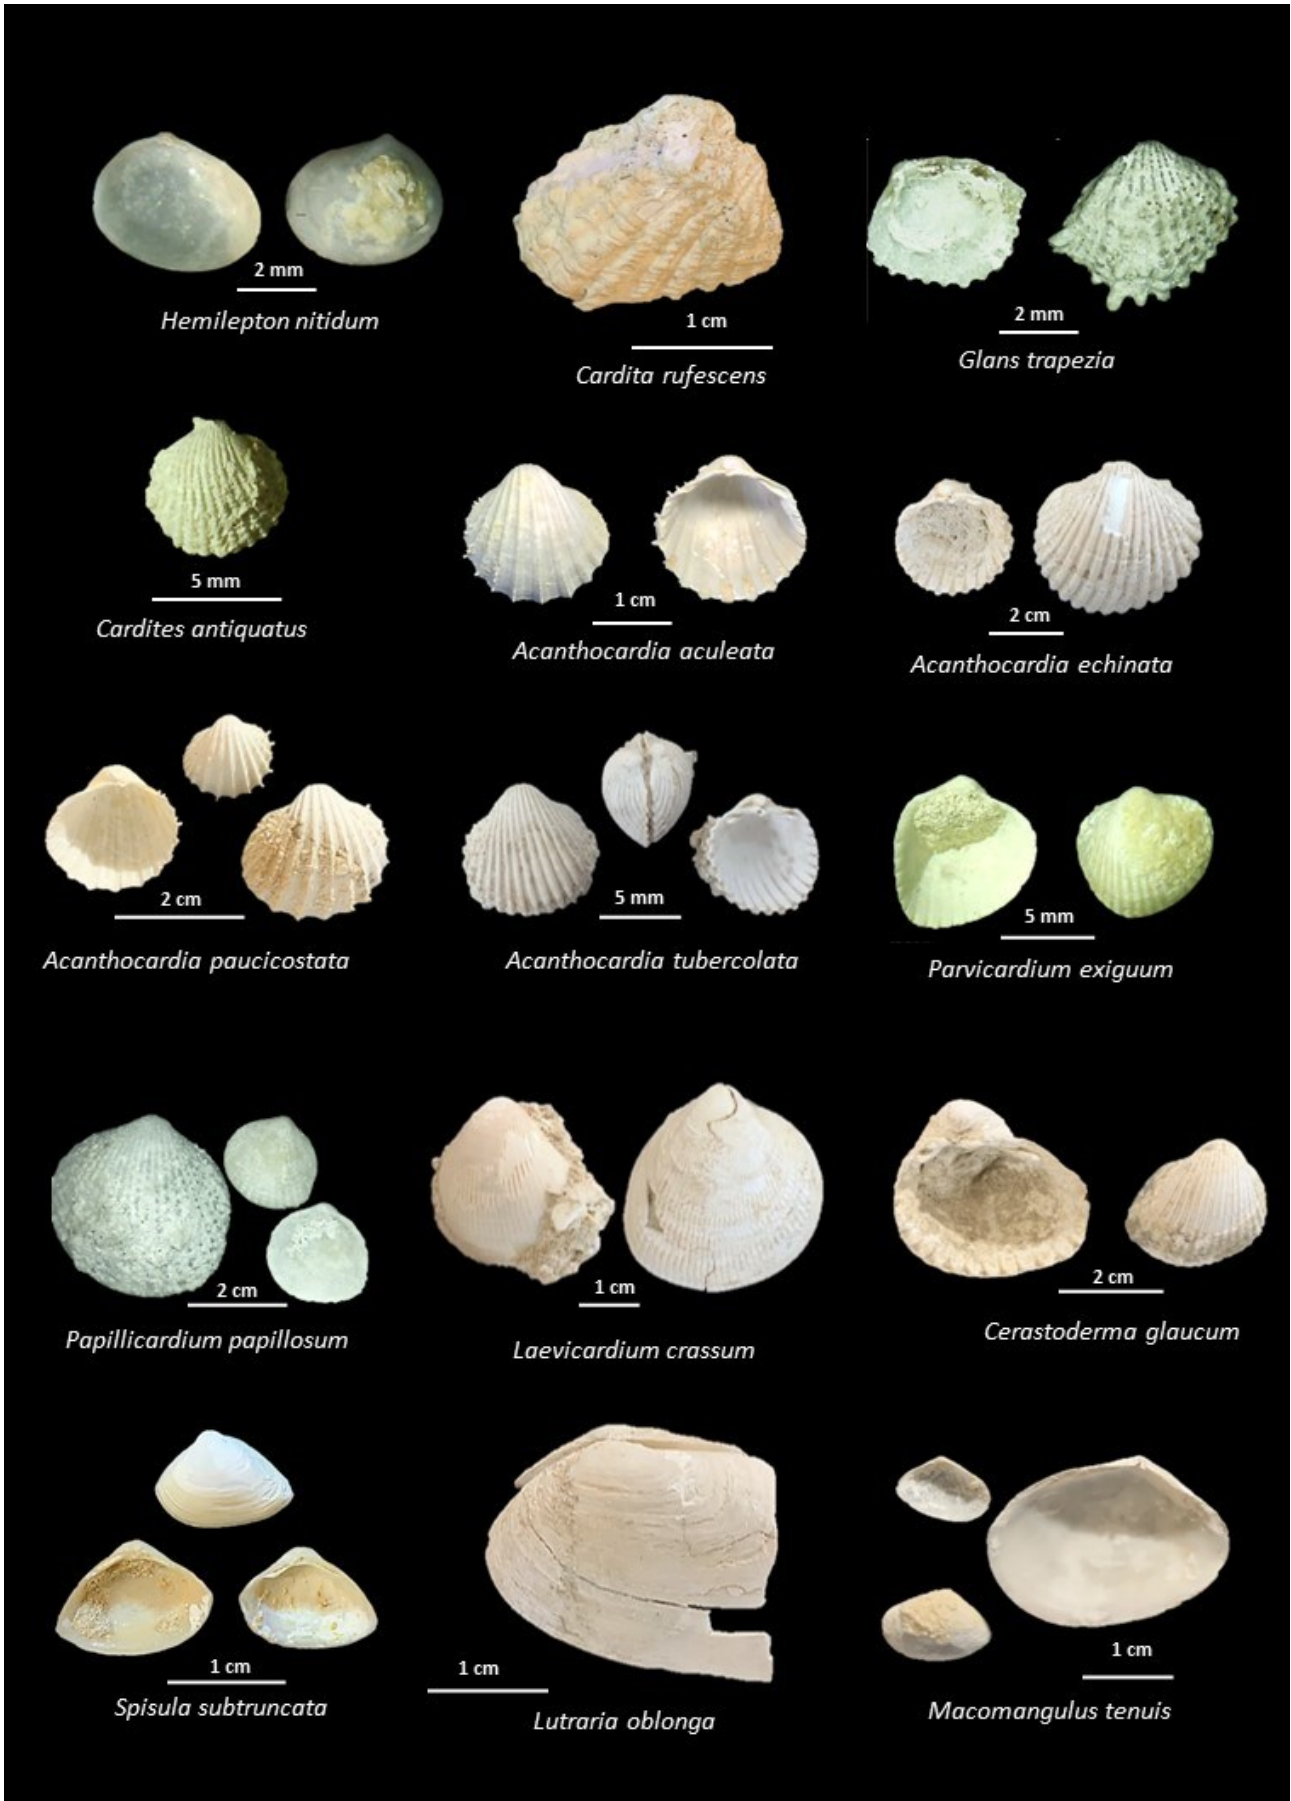 2 mm
Hemilepton nitidum
1 cm
Cardita rufescens
2 mm
Glans trapezia
5 mm
Cardites antiquatus
1 cm
Acanthocardia aculeata
2 cm
Acanthocardia echinata
2 cm
Acanthocardia paucicostata
5 mm
Acanthocardia tubercolata
5 mm
Parvicardium exiguum
2 cm
Papillicardium papillosum
1 cm
Laevicardium crassum
2 cm
Cerastoderma glaucum
1 cm
Spisula subtruncata
1 cm
Lutraria oblonga
1 cm
Macomangulus tenuis